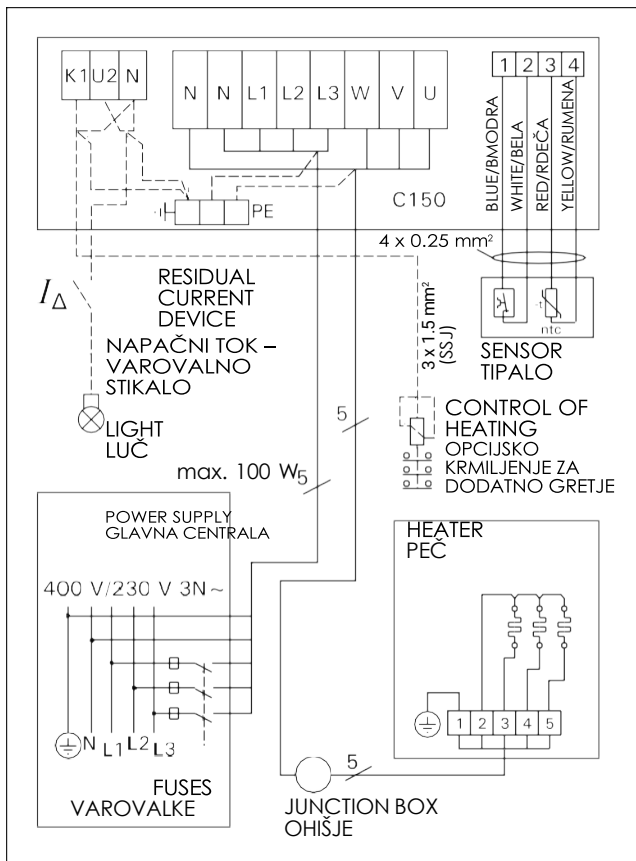 K1 U2 N
N N L1 L2 L3 W V U
1 2 3 4
BLUE/BMODRA
WHITE/BELA
RED/RDEČA
YELLOW/RUMENA
PE
C150
4 x 0.25 mm²
I∆
RESIDUAL
CURRENT
DEVICE
NAPAČNI TOK –
VAROVALNO
STIKALO
3 x 1.5 mm²
(SSJ)
-t
ntc
SENSOR
TIPALO
LIGHT
LUČ
5
CONTROL OF
HEATING
OPCIJSKO
KRMILJENJE ZA
DODATNO GRETJE
max. 100 W
5
POWER SUPPLY
GLAVNA CENTRALA
400 V/230 V 3N~
N L1 L2 L3
FUSES
VAROVALKE
HEATER
PEČ
1 2 3 4 5
5
JUNCTION BOX
OHIŠJE